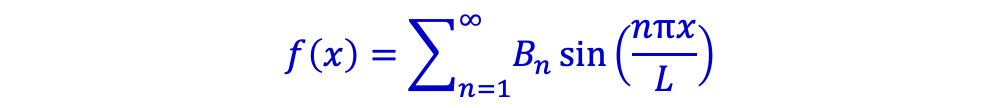 f(x) = ∑_{n=1}^{∞} B_n sin (nπx/L)